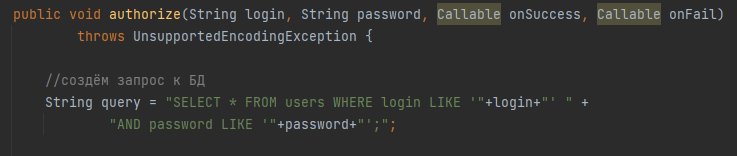 public void authorize(String login, String password, Callable onSuccess, Callable onFail)
throws UnsupportedEncodingException {
//создём запрос к БД
String query = "SELECT * FROM users WHERE login LIKE '"+login+"' " +
"AND password LIKE '"+password+"';";